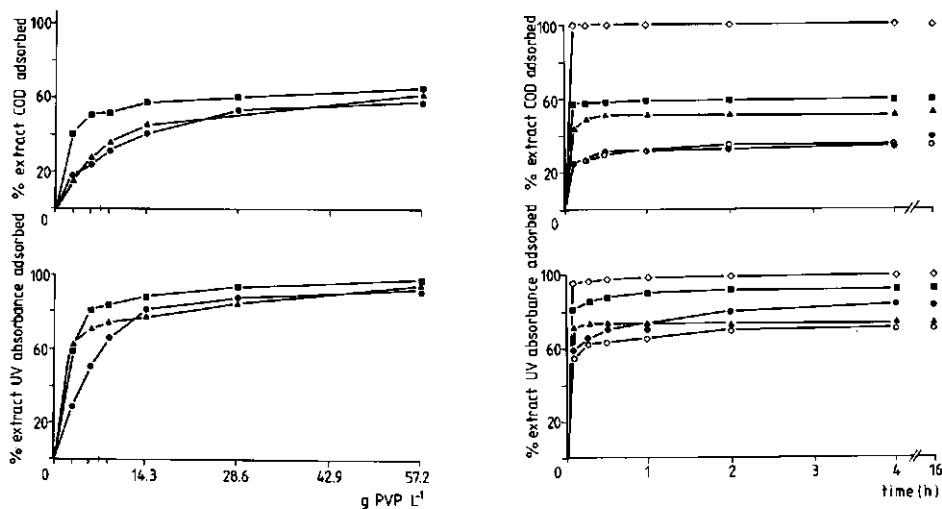 % extract COD adsorbed
100
60
20
0
% extract UV absorbance adsorbed
100
60
20
0
14.3 28.6 42.9 57.2
g PVP L⁻¹
% extract COD adsorbed
100
60
20
0
% extract UV absorbance adsorbed
100
60
20
0
1 2 3 4 16
time (h)